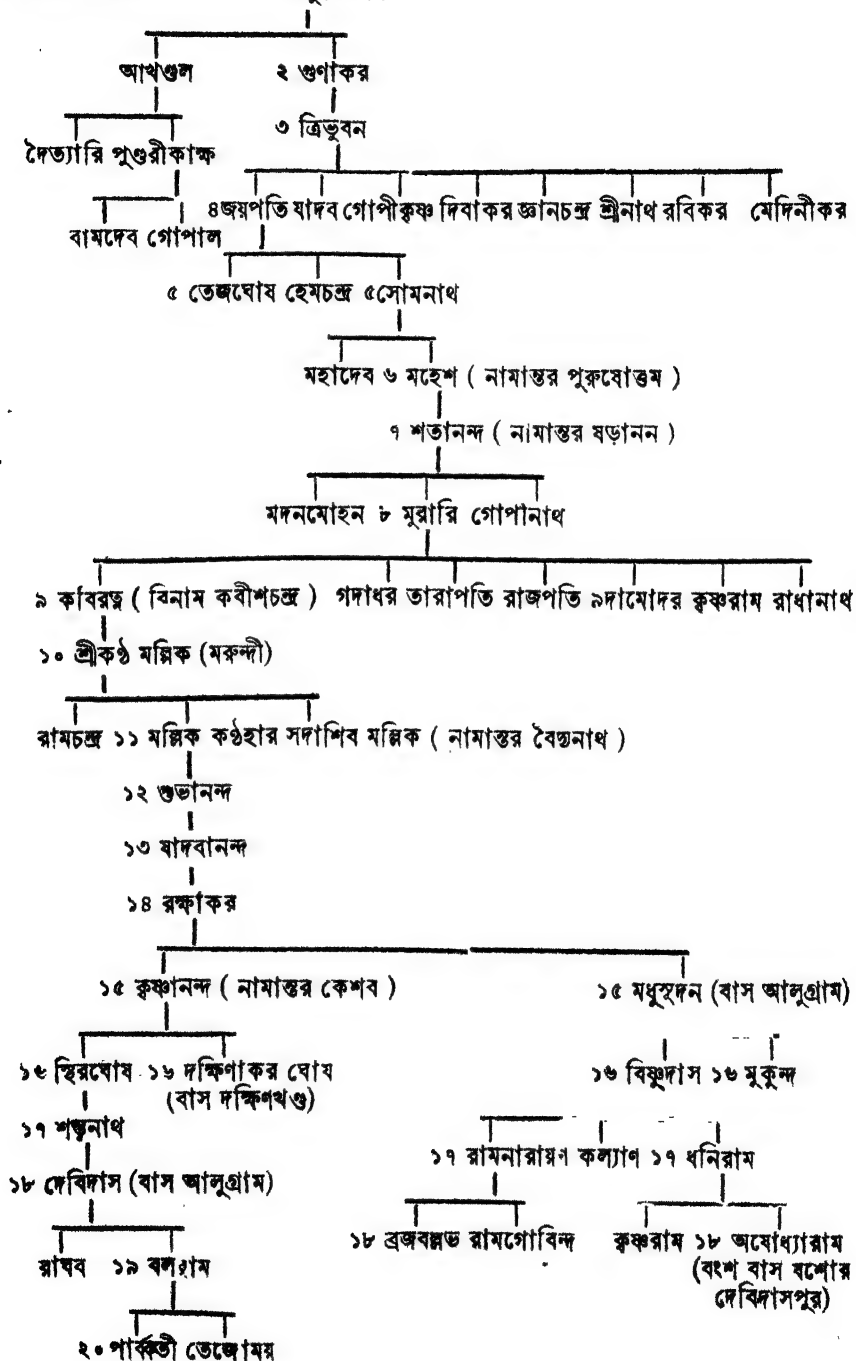 আখণ্ডল ২ গুণাকর
৩ ত্রিভুবন
দৈত্যারি পুণ্ডরীকাক্ষ
৪জয়পতি যাদব গোপীকৃষ্ণ দিবাকর জ্ঞানচন্দ্র শ্রীনাথ রবিকর মেদিনীকর
বামদেব গোপাল
৫ তেজঘোষ হেমচন্দ্র ৫সোমনাথ
মহাদেব ৬ মহেশ ( নামান্তর পুরুষোত্তম )
৭ শতানন্দ ( নামান্তর ষড়ানন )
মদনমোহন ৮ মুরারি গোপীনাথ
৯ কবিরত্ন ( বিনাম কবীশচন্দ্র ) গদাধর তারাপতি রাজপতি ৯দামোদর কৃষ্ণরাম রাধানাথ
১০ শ্রীকণ্ঠ মল্লিক (মরুন্দী)
রামচন্দ্র ১১ মল্লিক কণ্ঠহার সদাশিব মল্লিক ( নামান্তর বৈদ্যনাথ )
১২ শুভানন্দ
১৩ যাদবানন্দ
১৪ রক্ষাকর
১৫ কৃষ্ণানন্দ ( নামান্তর কেশব ) ১৫ মধুসূদন (বাস আলুগ্রাম)
১৬ স্থিরঘোষ ১৬ দক্ষিণাকর ঘোষ ১৬ বিষ্ণুদাস ১৬ মুকুন্দ
(বাস দক্ষিণখণ্ড)
১৭ শম্ভুনাথ
১৭ রামনারায়ণ কল্যাণ ১৭ ধনিরাম
১৮ দেবিদাস (বাস আলুগ্রাম)
১৮ ব্রজবল্লভ রামগোবিন্দ কৃষ্ণরাম ১৮ অযোধ্যারাম
রাঘব ১৯ বলরাম
(বংশ বাস যশোর
দেবিদাসপুর)
২০ পার্ব্বতী তেজোময়